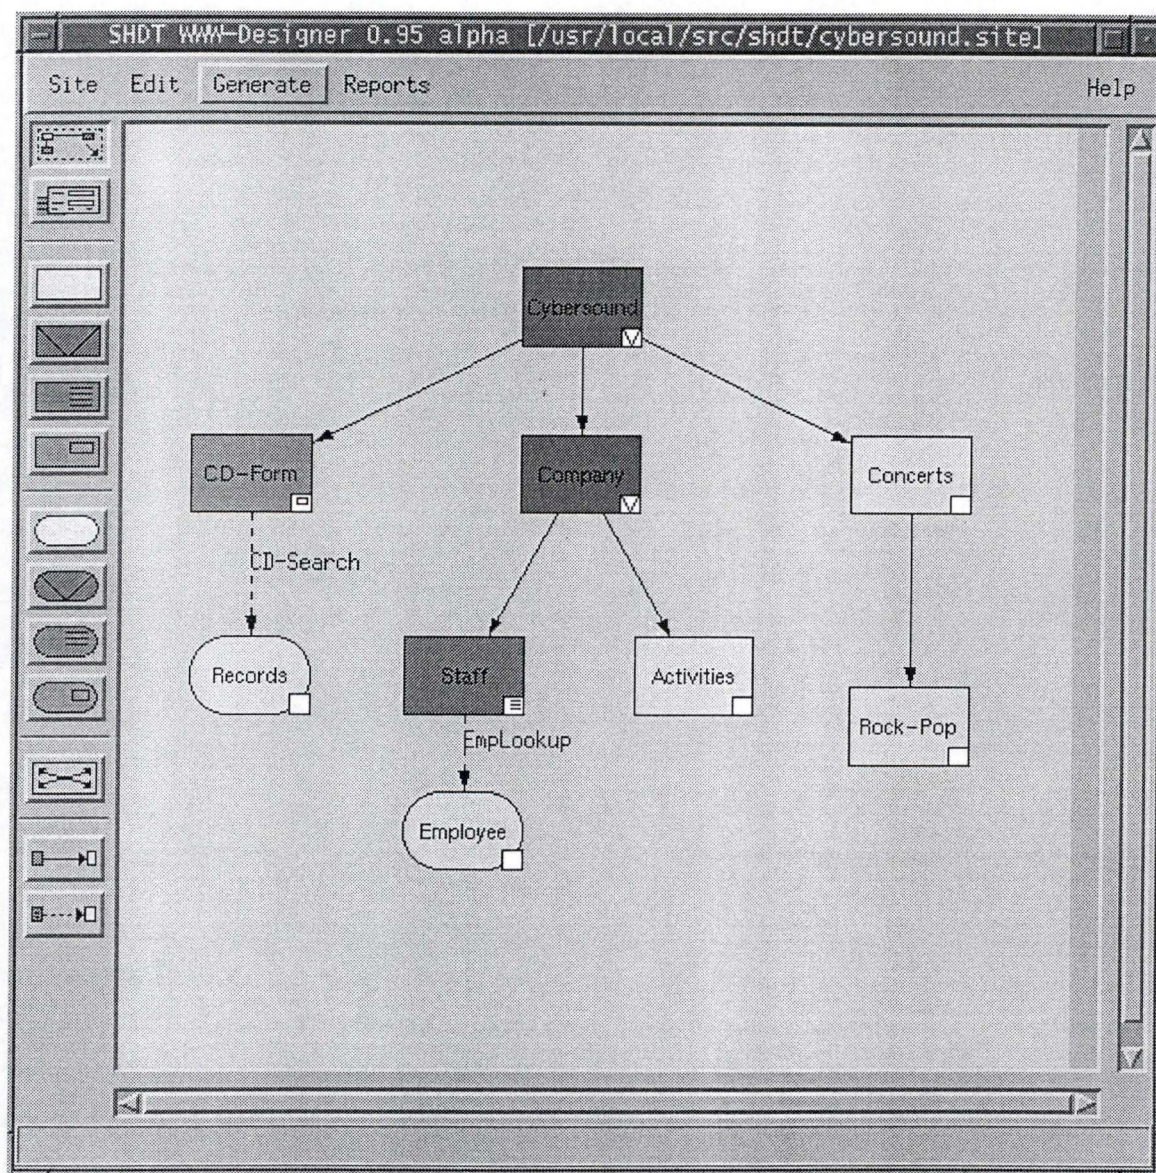 SHDT WWW-Designer 0.95 alpha [/usr/local/src/shdt/cybersound.site]
Site Edit Generate Reports Help
Cybersound
CD-Form Company Concerts
CD-Search
Records Staff Activities Rock-Pop
EmpLookup
Employee